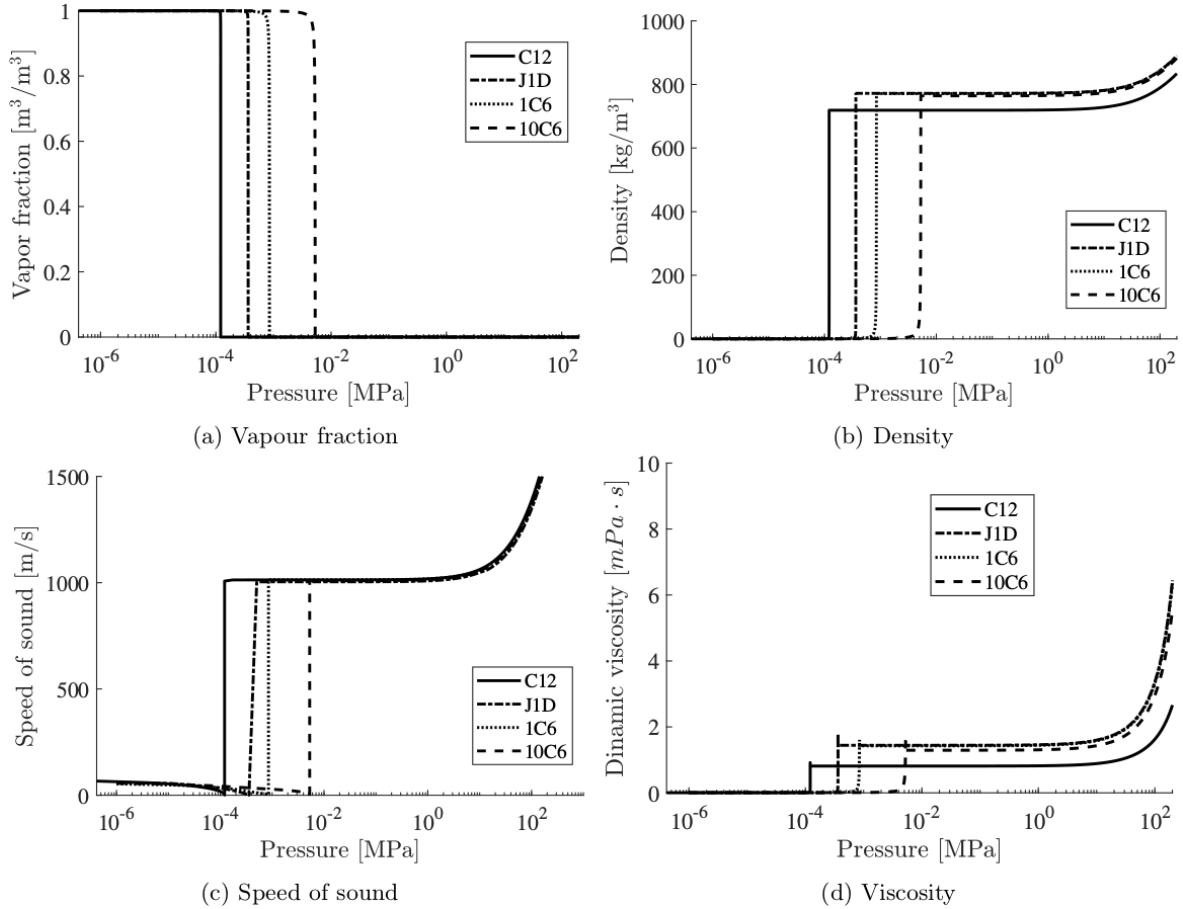 Vapor fraction [m³/m³]
1
0.8
0.6
0.4
0.2
0
10⁻⁶ 10⁻⁴ 10⁻² 10⁰ 10²
Pressure [MPa]
C12
J1D
1C6
10C6
(a) Vapour fraction
Density [kg/m³]
1000
800
600
400
200
0
10⁻⁶ 10⁻⁴ 10⁻² 10⁰ 10²
Pressure [MPa]
C12
J1D
1C6
10C6
(b) Density
Speed of sound [m/s]
1500
1000
500
0
10⁻⁶ 10⁻⁴ 10⁻² 10⁰ 10²
Pressure [MPa]
C12
J1D
1C6
10C6
(c) Speed of sound
Dinamic viscosity [mPa · s]
10
8
6
4
2
0
10⁻⁶ 10⁻⁴ 10⁻² 10⁰ 10²
Pressure [MPa]
C12
J1D
1C6
10C6
(d) Viscosity